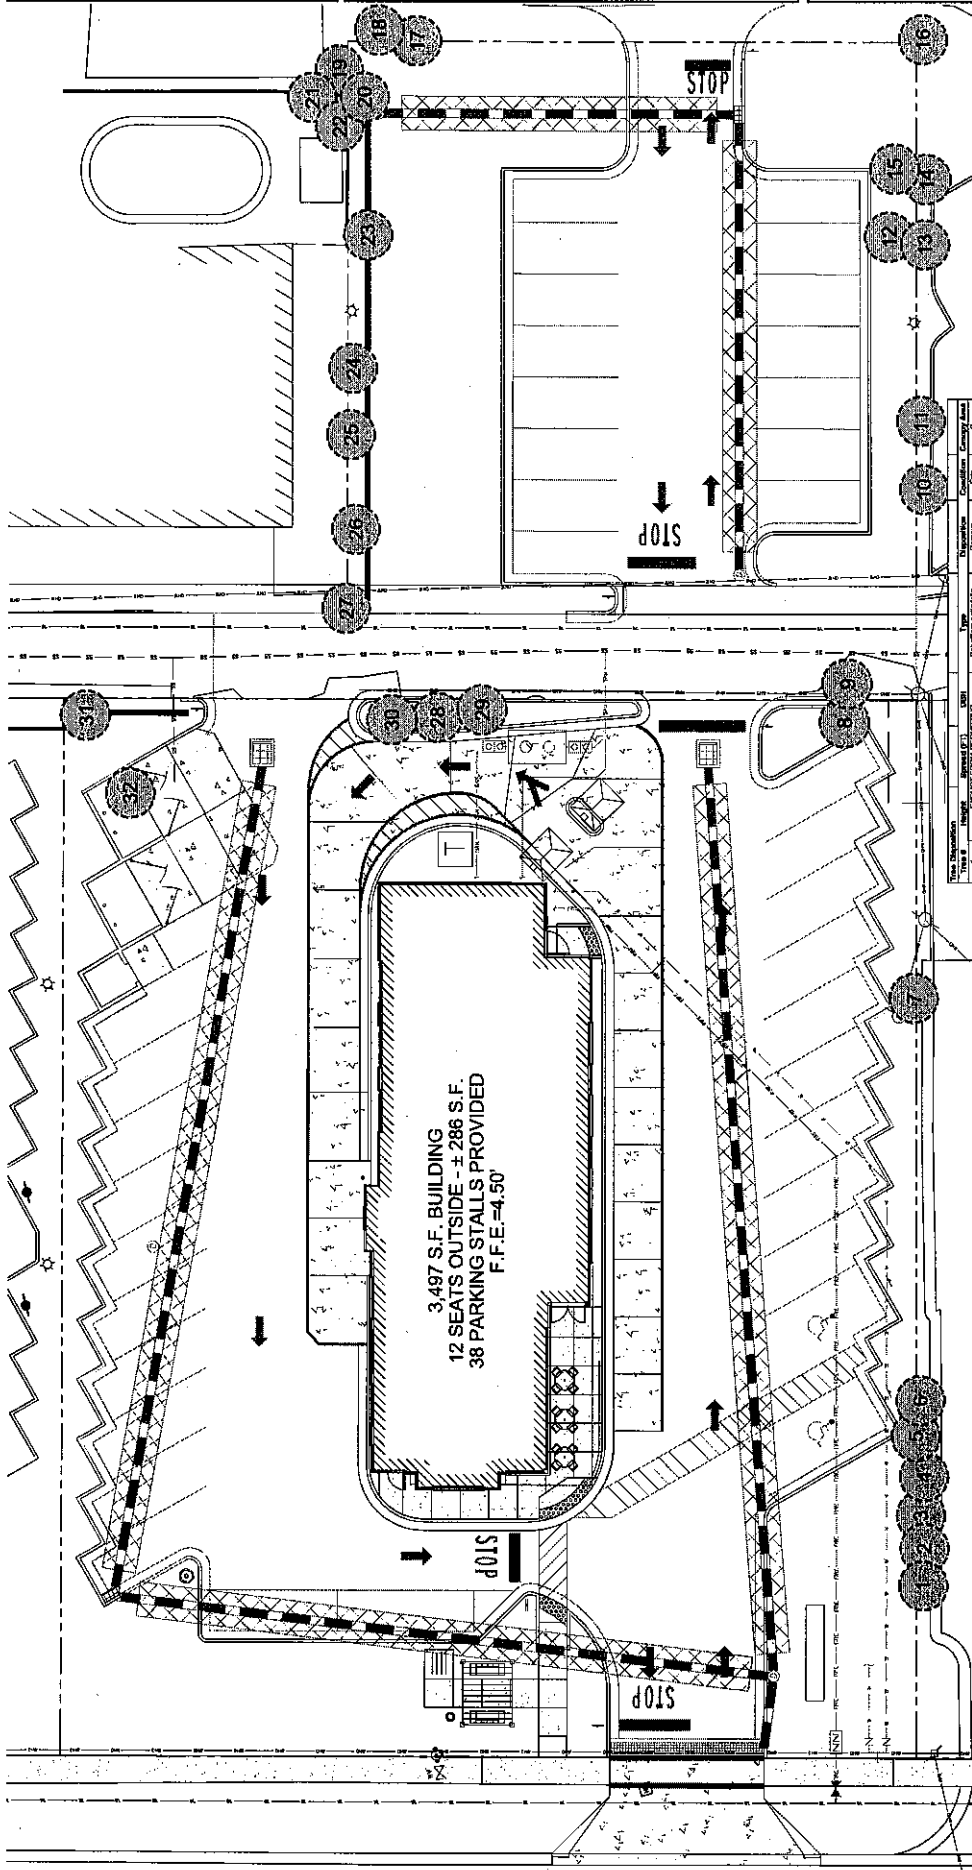 3,497 S.F. BUILDING
12 SEATS OUTSIDE - ± 286 S.F.
38 PARKING STALLS PROVIDED
F.F.E.=4.50'
STOP
STOP
STOP
STOP
1
2
3
4
5
6
7
8
9
10
11
12
13
14
15
16
17
18
19
20
21
22
23
24
25
26
27
28
29
30
31
32
T
Tree Disposition
Tree #
Height
Spread (FT)
DBH
Type
Disposition
Condition
Canopy Area